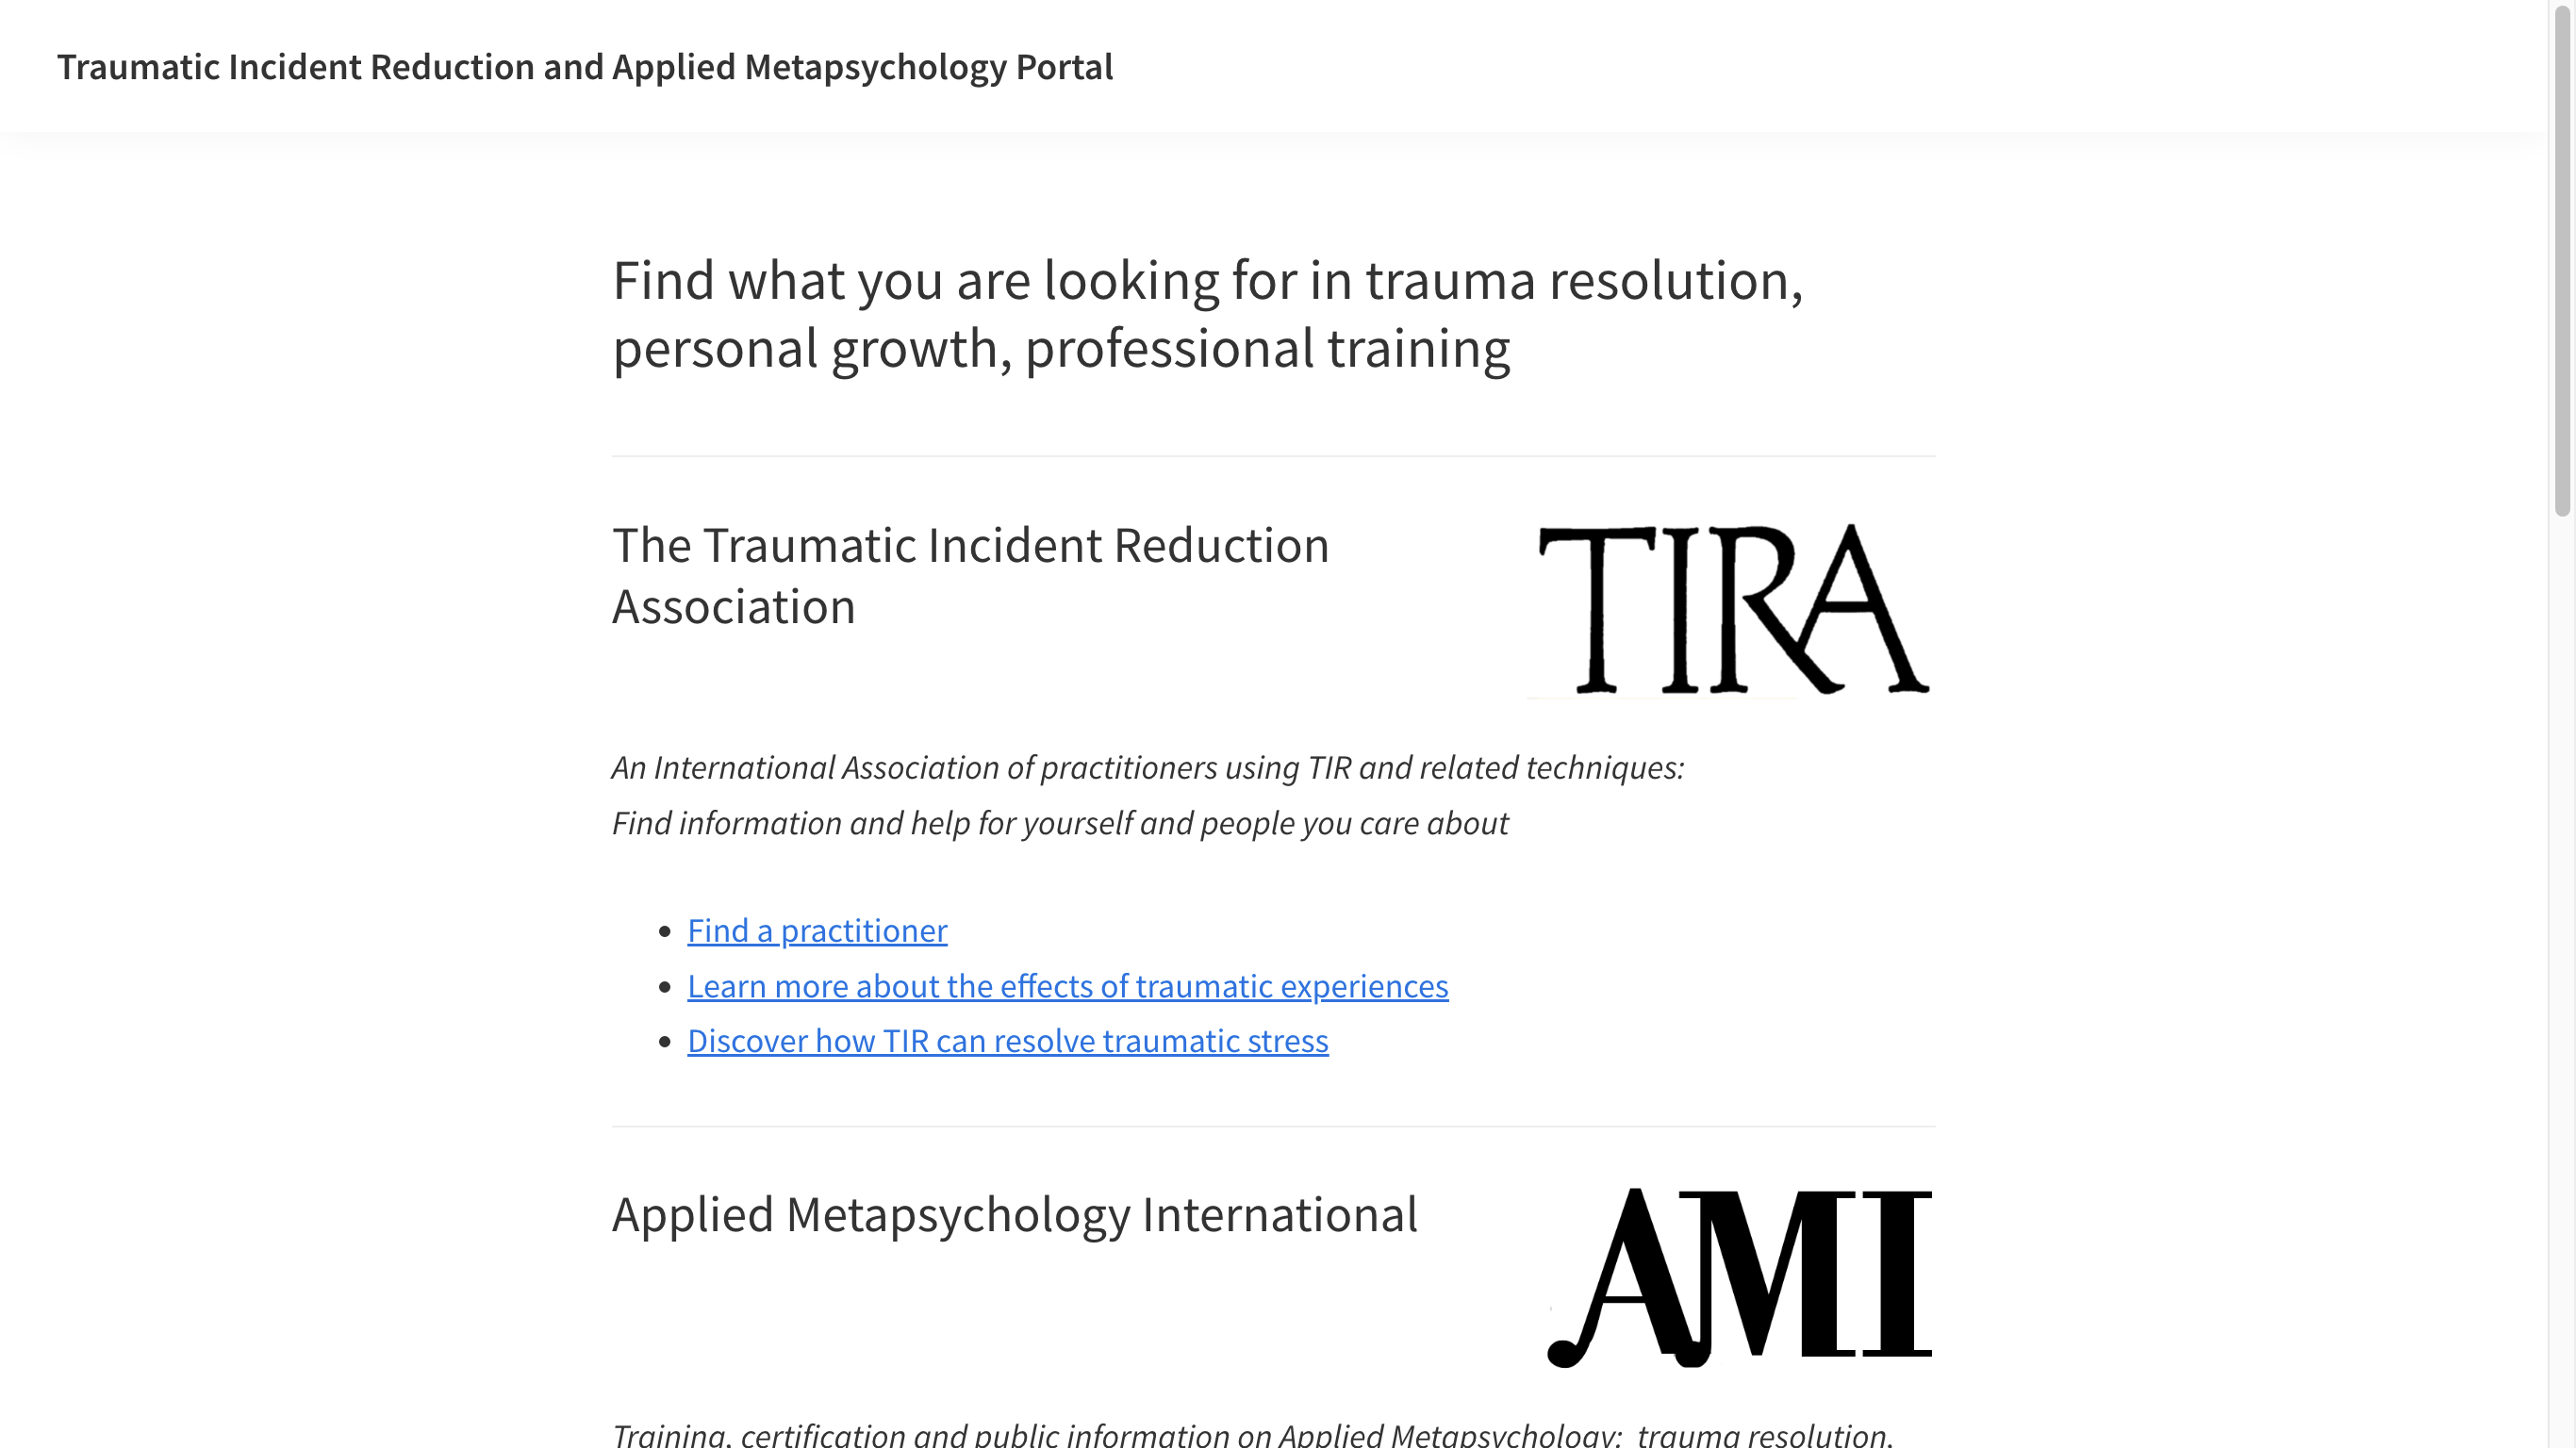 Traumatic Incident Reduction and Applied Metapsychology Portal
Find what you are looking for in trauma resolution,
personal growth, professional training
The Traumatic Incident Reduction
Association
TIRA
An International Association of practitioners using TIR and related techniques:
Find information and help for yourself and people you care about
Find a practitioner
Learn more about the effects of traumatic experiences
Discover how TIR can resolve traumatic stress
Applied Metapsychology International
AMI
Training, certification and public information on Applied Metapsychology: trauma resolution,